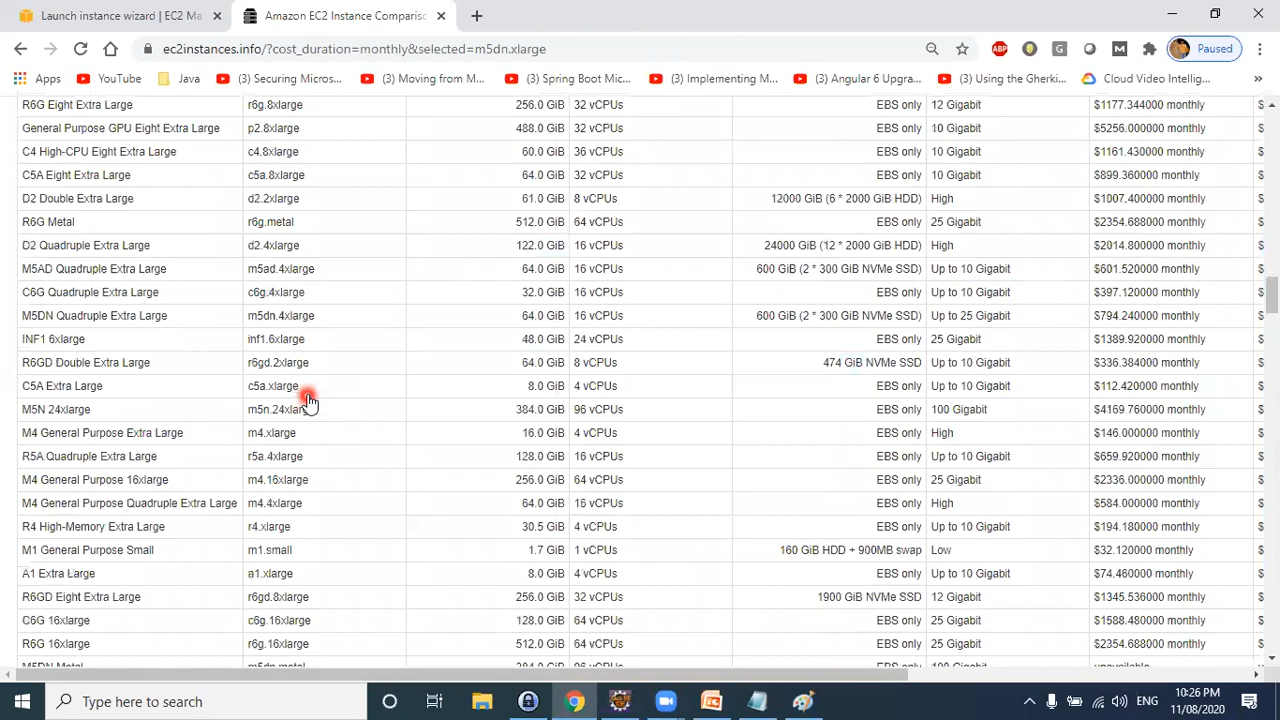 Launch instance wizard | EC2 Ma
Amazon EC2 Instance Comparis
ec2instances.info/?cost_duration=monthly&selected=m5dn.xlarge
ABP
G
M
Paused
Apps
YouTube
Java
(3) Securing Micros...
(3) Moving from M...
(3) Spring Boot Mic...
(3) Implementing M...
(3) Angular 6 Upgra...
(3) Using the Gherki...
Cloud Video Intellig...
R6G Eight Extra Large r6g.8xlarge 256.0 GiB 32 vCPUs EBS only 12 Gigabit $1177.344000 monthly $
General Purpose GPU Eight Extra Large p2.8xlarge 488.0 GiB 32 vCPUs EBS only 10 Gigabit $5256.000000 monthly $
C4 High-CPU Eight Extra Large c4.8xlarge 60.0 GiB 36 vCPUs EBS only 10 Gigabit $1161.430000 monthly $
C5A Eight Extra Large c5a.8xlarge 64.0 GiB 32 vCPUs EBS only 10 Gigabit $899.360000 monthly $
D2 Double Extra Large d2.2xlarge 61.0 GiB 8 vCPUs 12000 GiB (6 * 2000 GiB HDD) High $1007.400000 monthly $
R6G Metal r6g.metal 512.0 GiB 64 vCPUs EBS only 25 Gigabit $2354.688000 monthly $
D2 Quadruple Extra Large d2.4xlarge 122.0 GiB 16 vCPUs 24000 GiB (12 * 2000 GiB HDD) High $2014.800000 monthly $
M5AD Quadruple Extra Large m5ad.4xlarge 64.0 GiB 16 vCPUs 600 GiB (2 * 300 GiB NVMe SSD) Up to 10 Gigabit $601.520000 monthly $
C6G Quadruple Extra Large c6g.4xlarge 32.0 GiB 16 vCPUs EBS only Up to 10 Gigabit $397.120000 monthly $
M5DN Quadruple Extra Large m5dn.4xlarge 64.0 GiB 16 vCPUs 600 GiB (2 * 300 GiB NVMe SSD) Up to 25 Gigabit $794.240000 monthly $
INF1 6xlarge inf1.6xlarge 48.0 GiB 24 vCPUs EBS only 25 Gigabit $1389.920000 monthly $
R6GD Double Extra Large r6gd.2xlarge 64.0 GiB 8 vCPUs 474 GiB NVMe SSD Up to 10 Gigabit $336.384000 monthly $
C5A Extra Large c5a.xlarge 8.0 GiB 4 vCPUs EBS only Up to 10 Gigabit $112.420000 monthly $
M5N 24xlarge 384.0 GiB 96 vCPUs EBS only 100 Gigabit $4169.760000 monthly $
M4 General Purpose Extra Large m4.xlarge 16.0 GiB 4 vCPUs EBS only High $146.000000 monthly $
R5A Quadruple Extra Large r5a.4xlarge 128.0 GiB 16 vCPUs EBS only Up to 10 Gigabit $659.920000 monthly $
M4 General Purpose 16xlarge m4.16xlarge 256.0 GiB 64 vCPUs EBS only 25 Gigabit $2336.000000 monthly $
M4 General Purpose Quadruple Extra Large m4.4xlarge 64.0 GiB 16 vCPUs EBS only High $584.000000 monthly $
R4 High-Memory Extra Large r4.xlarge 30.5 GiB 4 vCPUs EBS only Up to 10 Gigabit $194.180000 monthly $
M1 General Purpose Small m1.small 1.7 GiB 1 vCPUs 160 GiB HDD + 900MB swap Low $32.120000 monthly $
A1 Extra Large a1.xlarge 8.0 GiB 4 vCPUs EBS only Up to 10 Gigabit $74.460000 monthly $
R6GD Eight Extra Large r6gd.8xlarge 256.0 GiB 32 vCPUs 1900 GiB NVMe SSD 12 Gigabit $1345.536000 monthly $
C6G 16xlarge c6g.16xlarge 128.0 GiB 64 vCPUs EBS only 25 Gigabit $1588.480000 monthly $
R6G 16xlarge r6g.16xlarge 512.0 GiB 64 vCPUs EBS only 25 Gigabit $2354.688000 monthly $
M5DN Metal m5dn.metal 384.0 GiB 96 vCPUs EBS only 100 Gigabit unavailable $
Type here to search
10:26 PM
11/08/2020